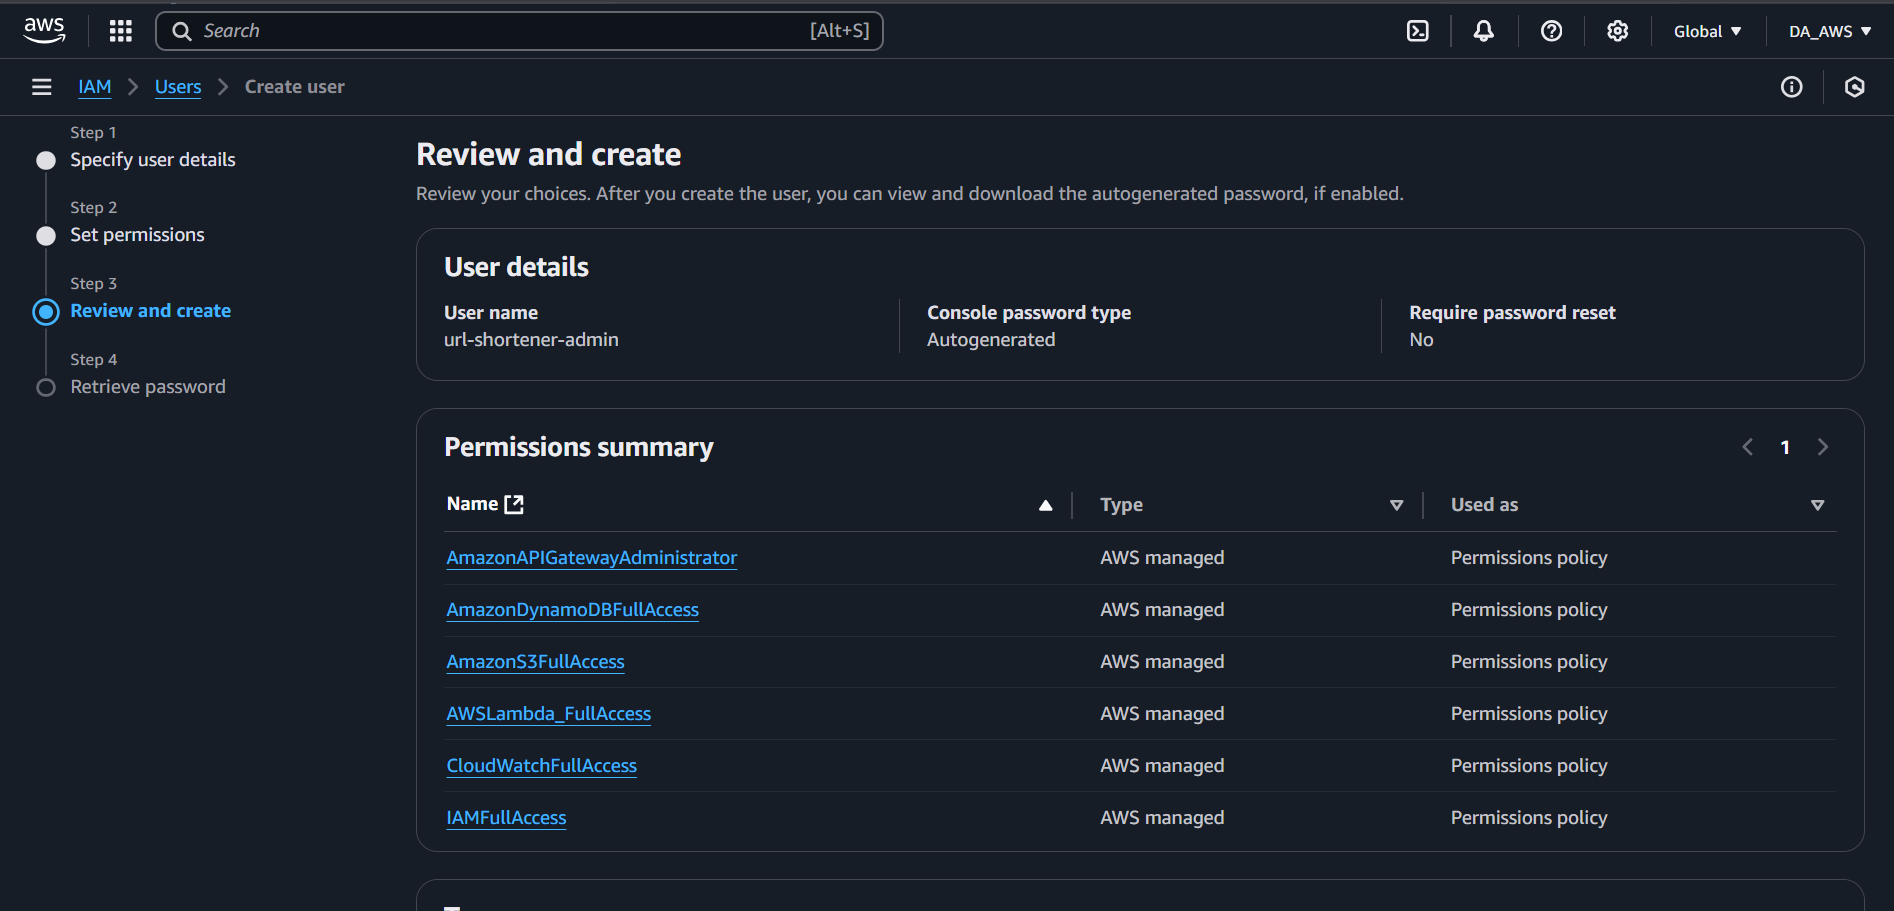 aws
Search [Alt+S]
Global
DA_AWS
IAM Users Create user
Step 1
Specify user details
Step 2
Set permissions
Step 3
Review and create
Step 4
Retrieve password
Review and create
Review your choices. After you create the user, you can view and download the autogenerated password, if enabled.
User details
User name
url-shortener-admin
Console password type
Autogenerated
Require password reset
No
Permissions summary
1
Name Type Used as
AmazonAPIGatewayAdministrator AWS managed Permissions policy
AmazonDynamoDBFullAccess AWS managed Permissions policy
AmazonS3FullAccess AWS managed Permissions policy
AWSLambda_FullAccess AWS managed Permissions policy
CloudWatchFullAccess AWS managed Permissions policy
IAMFullAccess AWS managed Permissions policy